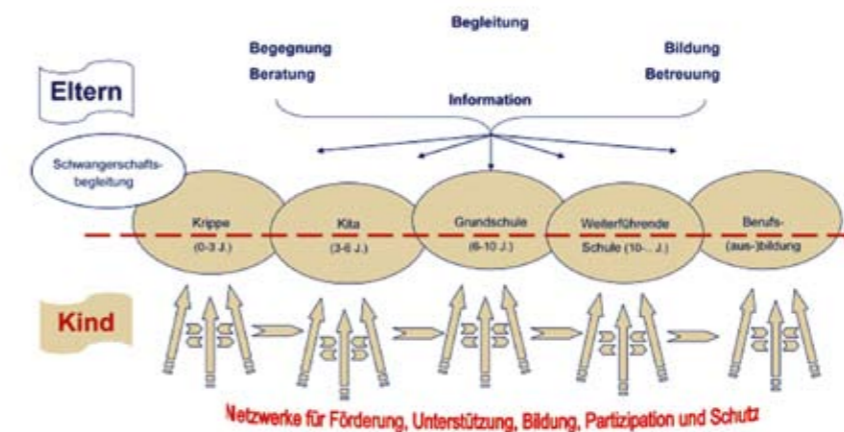 Begleitung
Begegnung
Bildung
Beratung
Betreuung
Eltern
Information
Schwangerschafts-
begleitung
Krippe
(0-3 J.)
Kita
(3-6 J.)
Grundschule
(6-10 J.)
Weiterführende
Schule (10-.. J.)
Berufs-
(aus-)bildung
Kind
Netzwerke für Förderung, Unterstützung, Bildung, Partizipation und Schutz